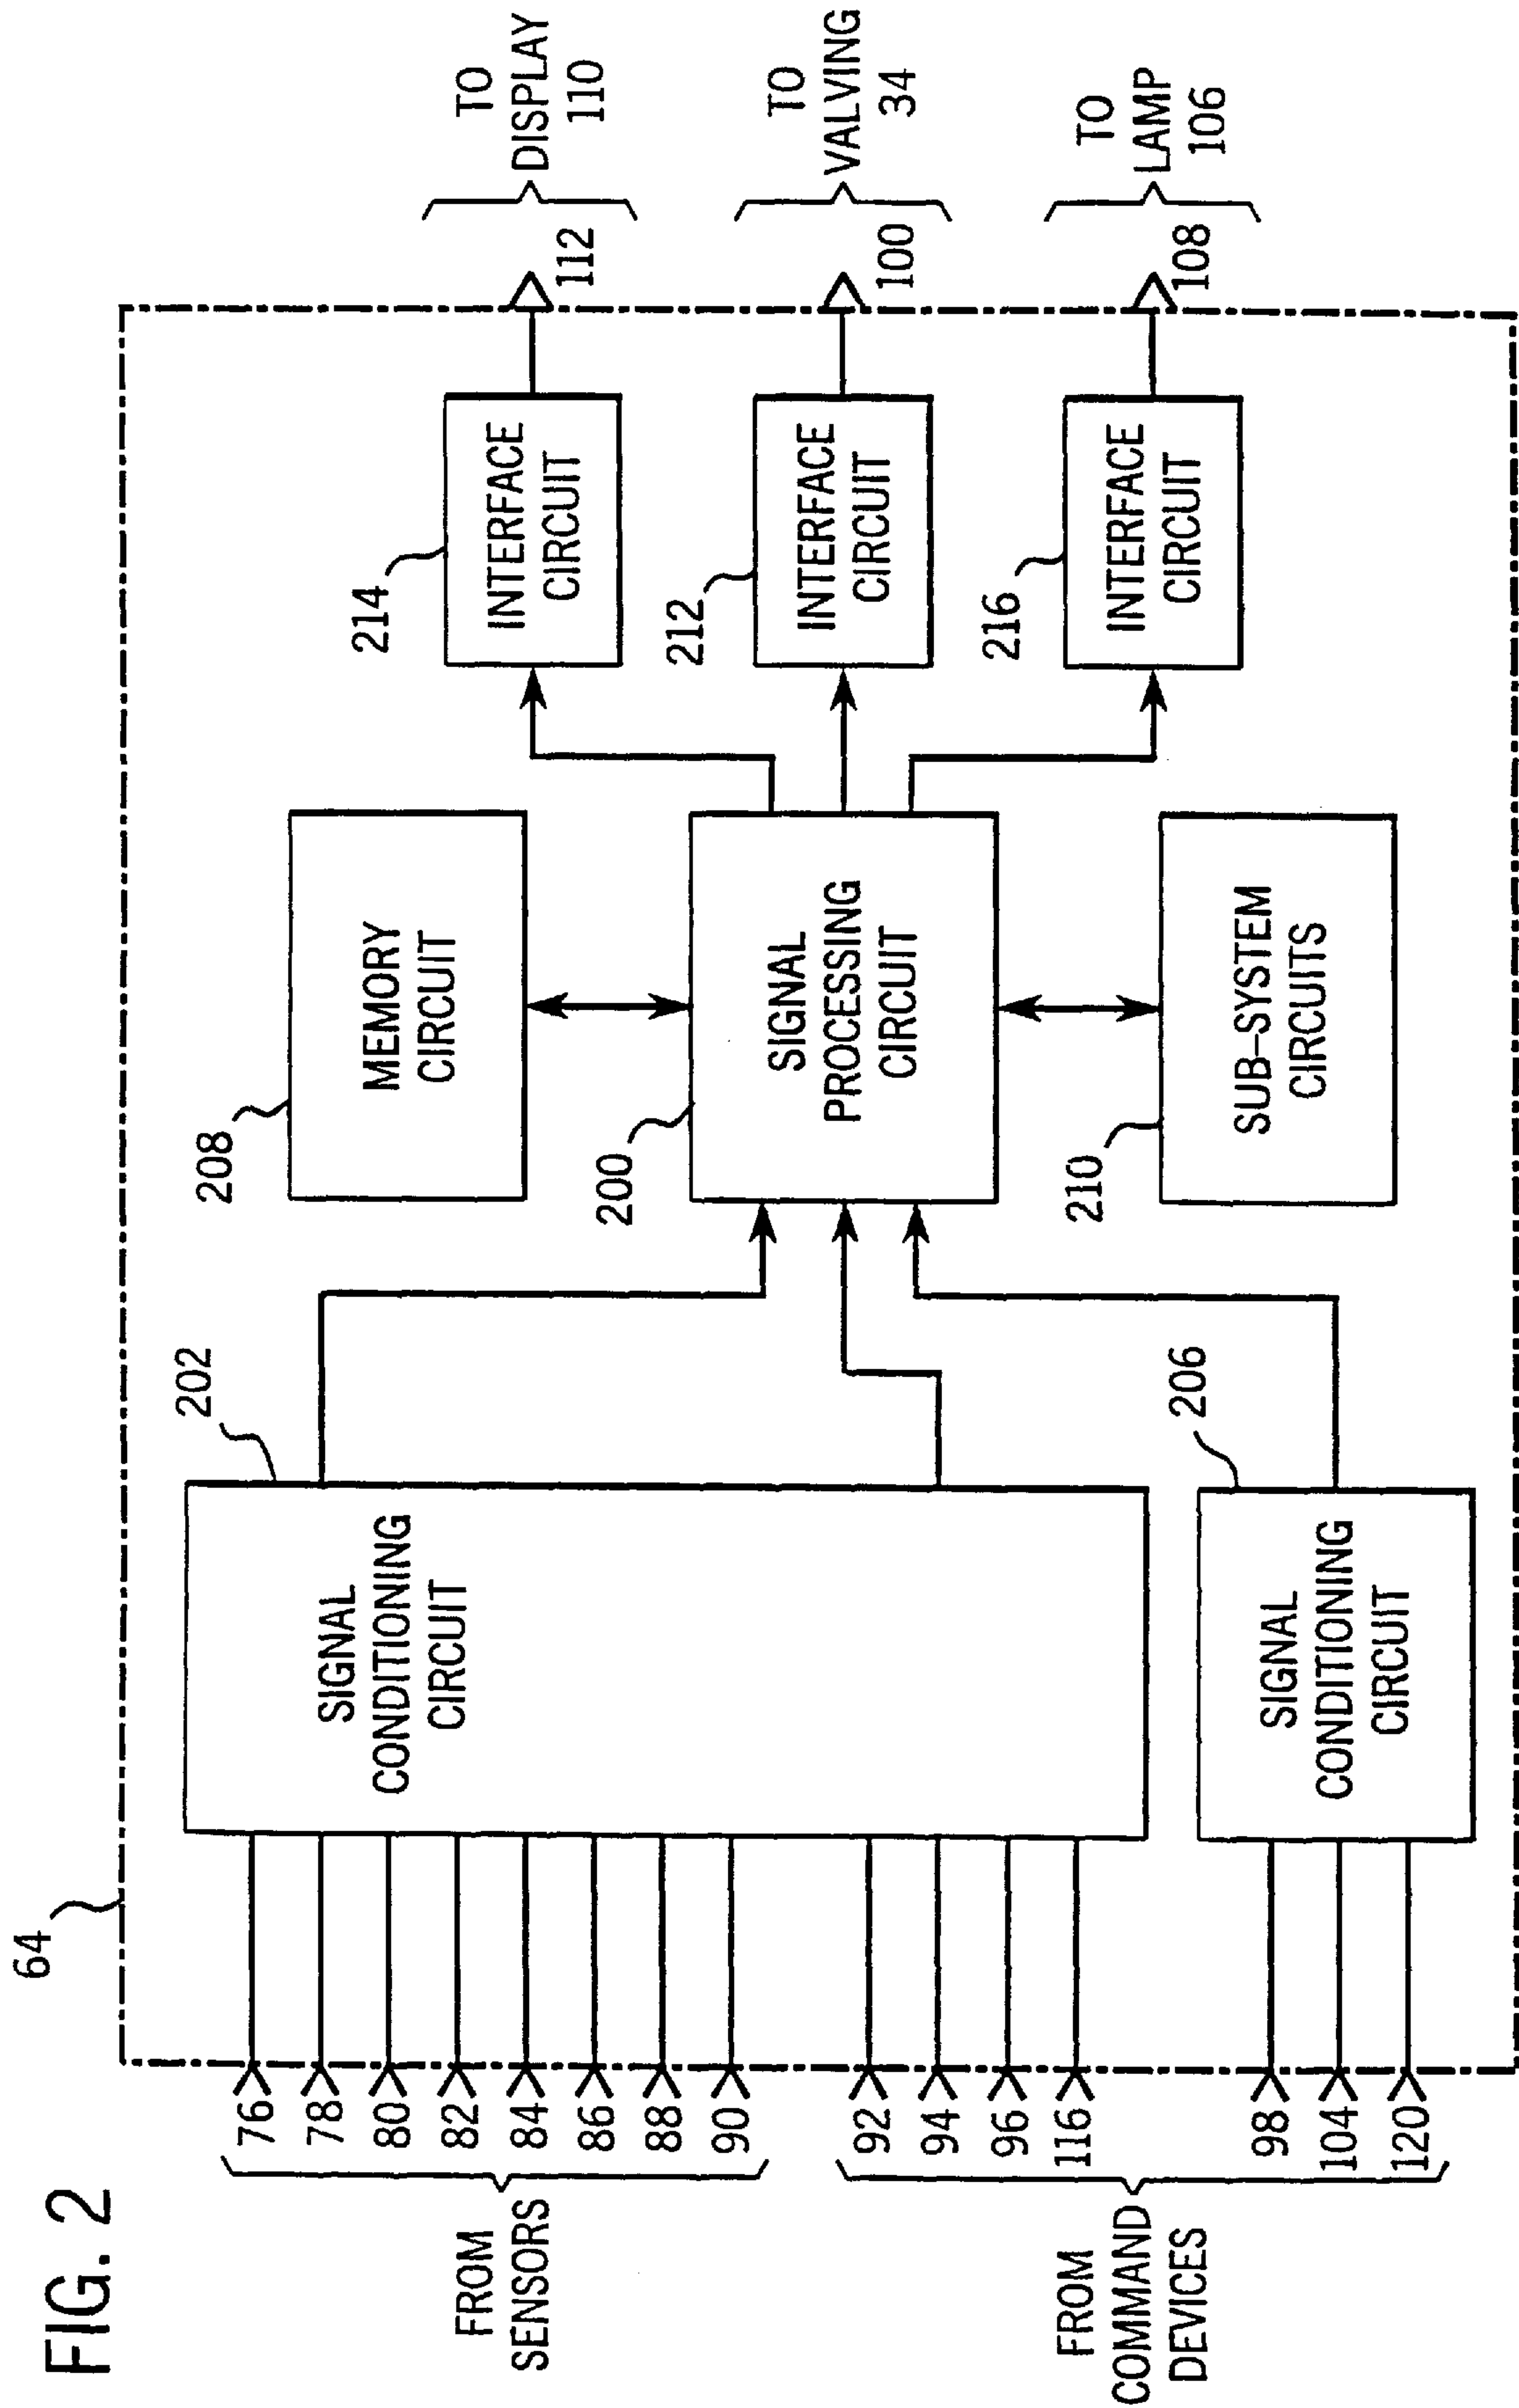 FIG. 2
64
FROM
SENSORS
76
78
80
82
84
86
88
90
FROM
COMMAND
DEVICES
92
94
96
116
98
104
120
202
SIGNAL
CONDITIONING
CIRCUIT
206
SIGNAL
CONDITIONING
CIRCUIT
208
MEMORY
CIRCUIT
200
SIGNAL
PROCESSING
CIRCUIT
210
SUB-SYSTEM
CIRCUITS
214
INTERFACE
CIRCUIT
212
INTERFACE
CIRCUIT
216
INTERFACE
CIRCUIT
112
TO
DISPLAY
110
100
TO
VALVING
34
108
TO
LAMP
106